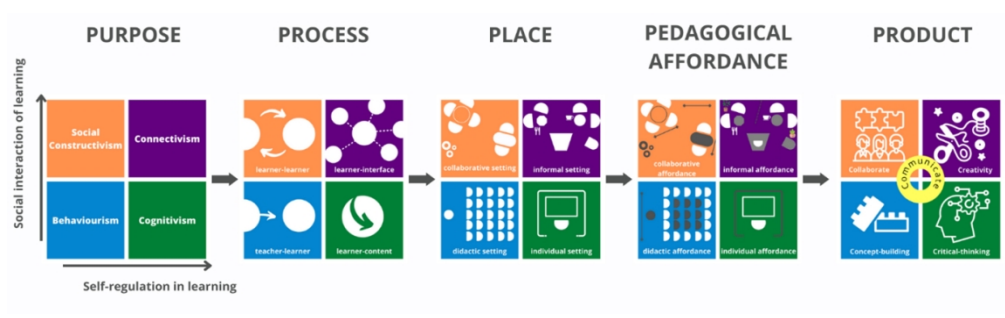 PURPOSE
PROCESS
PLACE
PEDAGOGICAL
AFFORDANCE
PRODUCT
Social interaction of learning
Social
Constructivism
Connectivism
Behaviourism
Cognitivism
Self-regulation in learning
learner-learner
learner-interface
teacher-learner
learner-content
collaborative setting
informal setting
didactic setting
individual setting
collaborative
affordance
informal affordance
didactic affordance
individual affordance
Collaborate
Creativity
Communicate
Concept-building
Critical-thinking